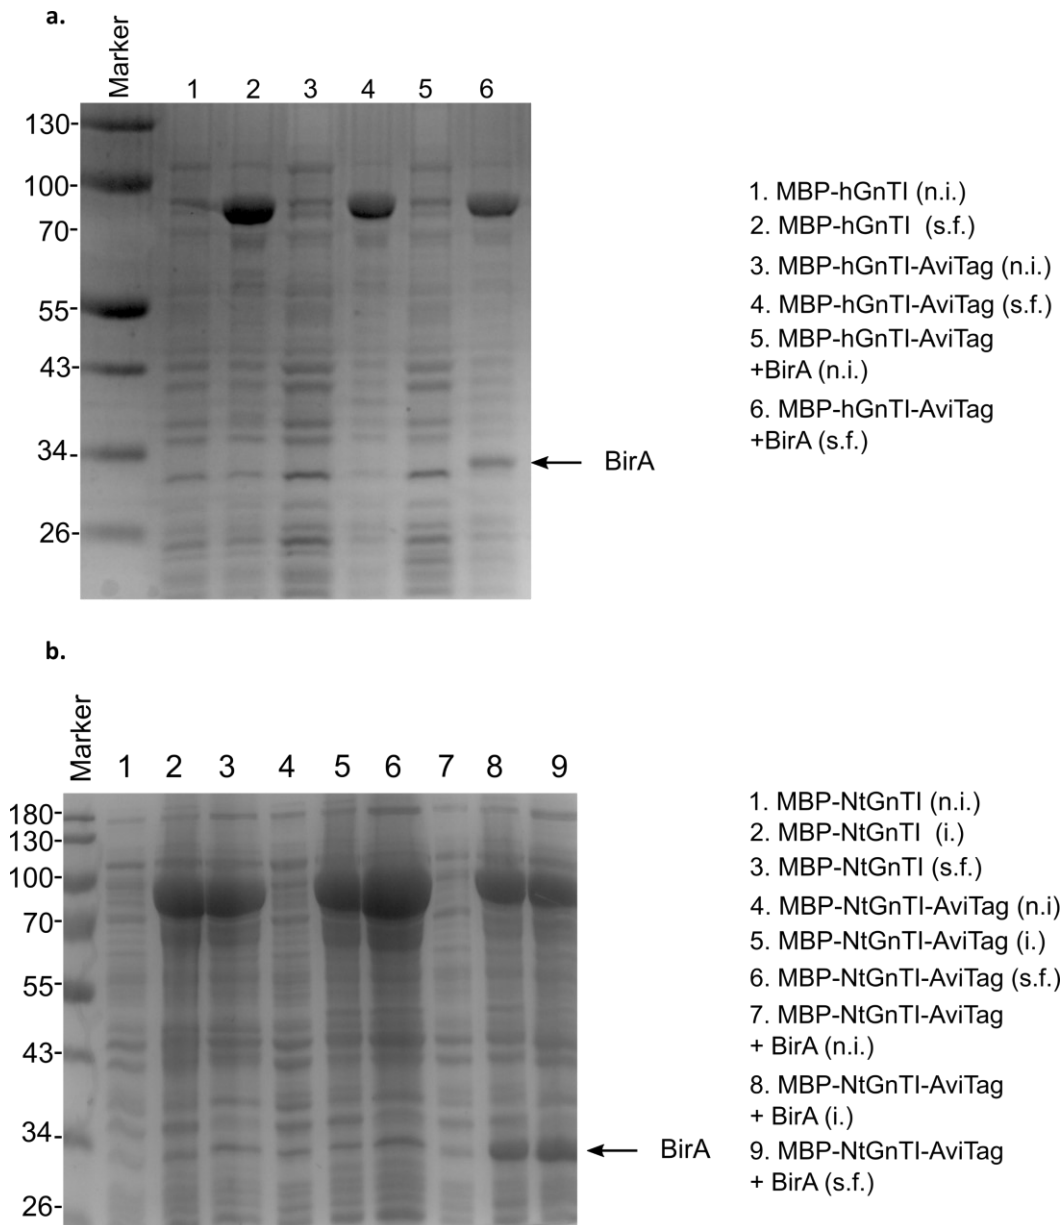 a.
Marker
1 2 3 4 5 6
130-
100-
70-
55-
43-
34-
26-
BirA
1. MBP-hGnTI (n.i.)
2. MBP-hGnTI (s.f.)
3. MBP-hGnTI-AviTag (n.i.)
4. MBP-hGnTI-AviTag (s.f.)
5. MBP-hGnTI-AviTag
+BirA (n.i.)
6. MBP-hGnTI-AviTag
+BirA (s.f.)
b.
Marker
1 2 3 4 5 6 7 8 9
180-
130-
100-
70-
55-
43-
34-
26-
BirA
1. MBP-NtGnTI (n.i.)
2. MBP-NtGnTI (i.)
3. MBP-NtGnTI (s.f.)
4. MBP-NtGnTI-AviTag (n.i)
5. MBP-NtGnTI-AviTag (i.)
6. MBP-NtGnTI-AviTag (s.f.)
7. MBP-NtGnTI-AviTag
+ BirA (n.i.)
8. MBP-NtGnTI-AviTag
+ BirA (i.)
9. MBP-NtGnTI-AviTag
+ BirA (s.f.)